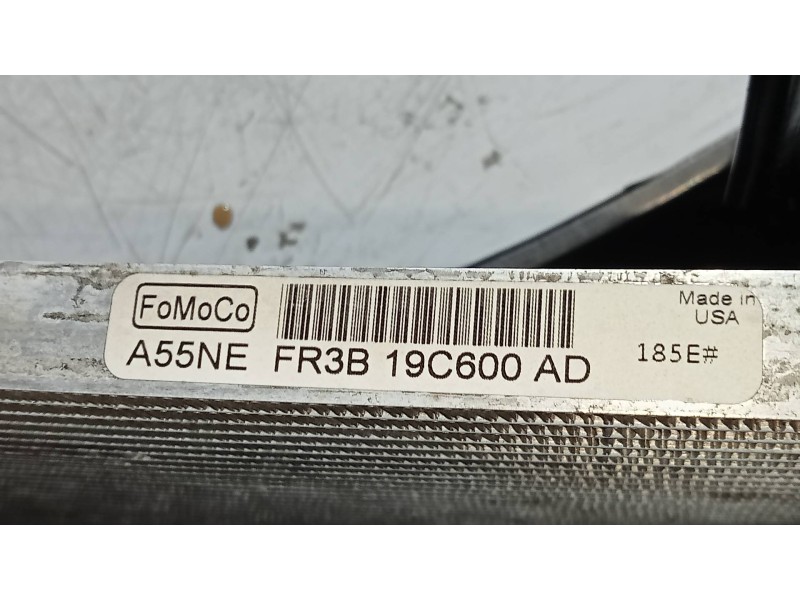 FoMoCo
Made in
USA
A55NE FR3B 19C600 AD
185E#